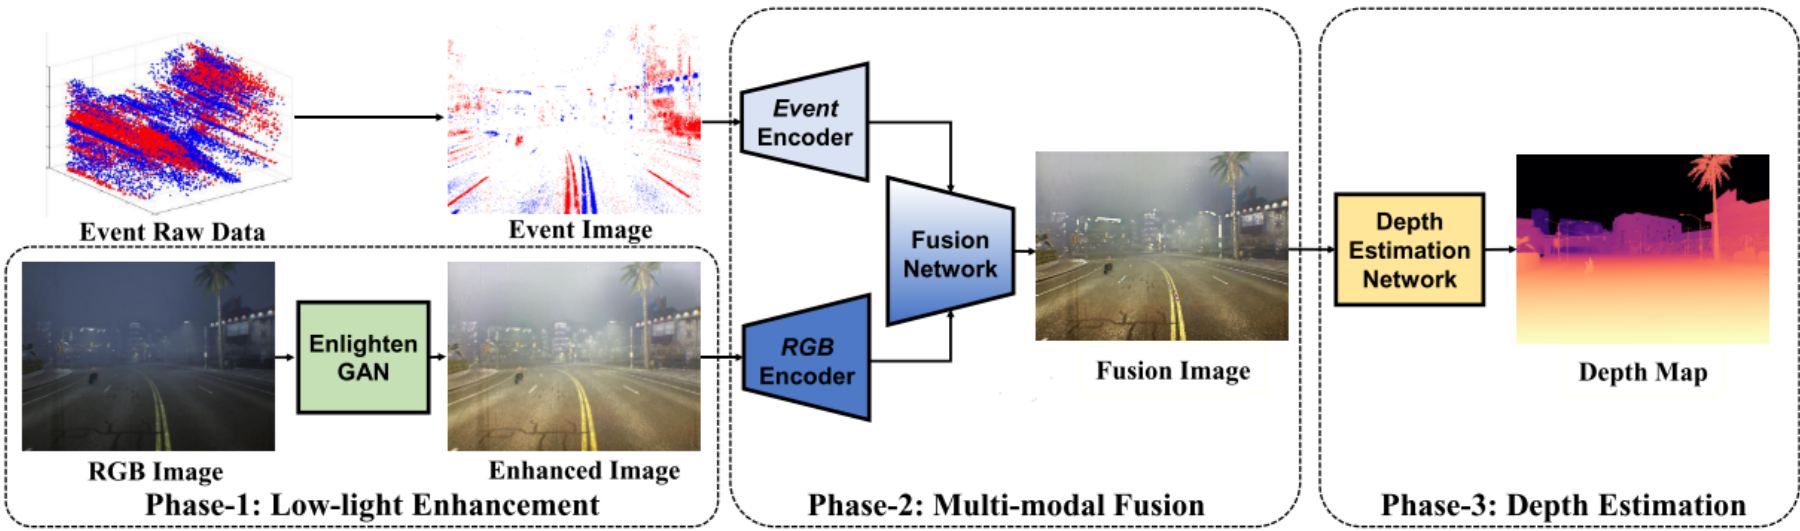 Event Raw Data
Event Image
Event
Encoder
RGB Image
Enlighten
GAN
Enhanced Image
Phase-1: Low-light Enhancement
RGB
Encoder
Fusion
Network
Fusion Image
Phase-2: Multi-modal Fusion
Depth
Estimation
Network
Depth Map
Phase-3: Depth Estimation